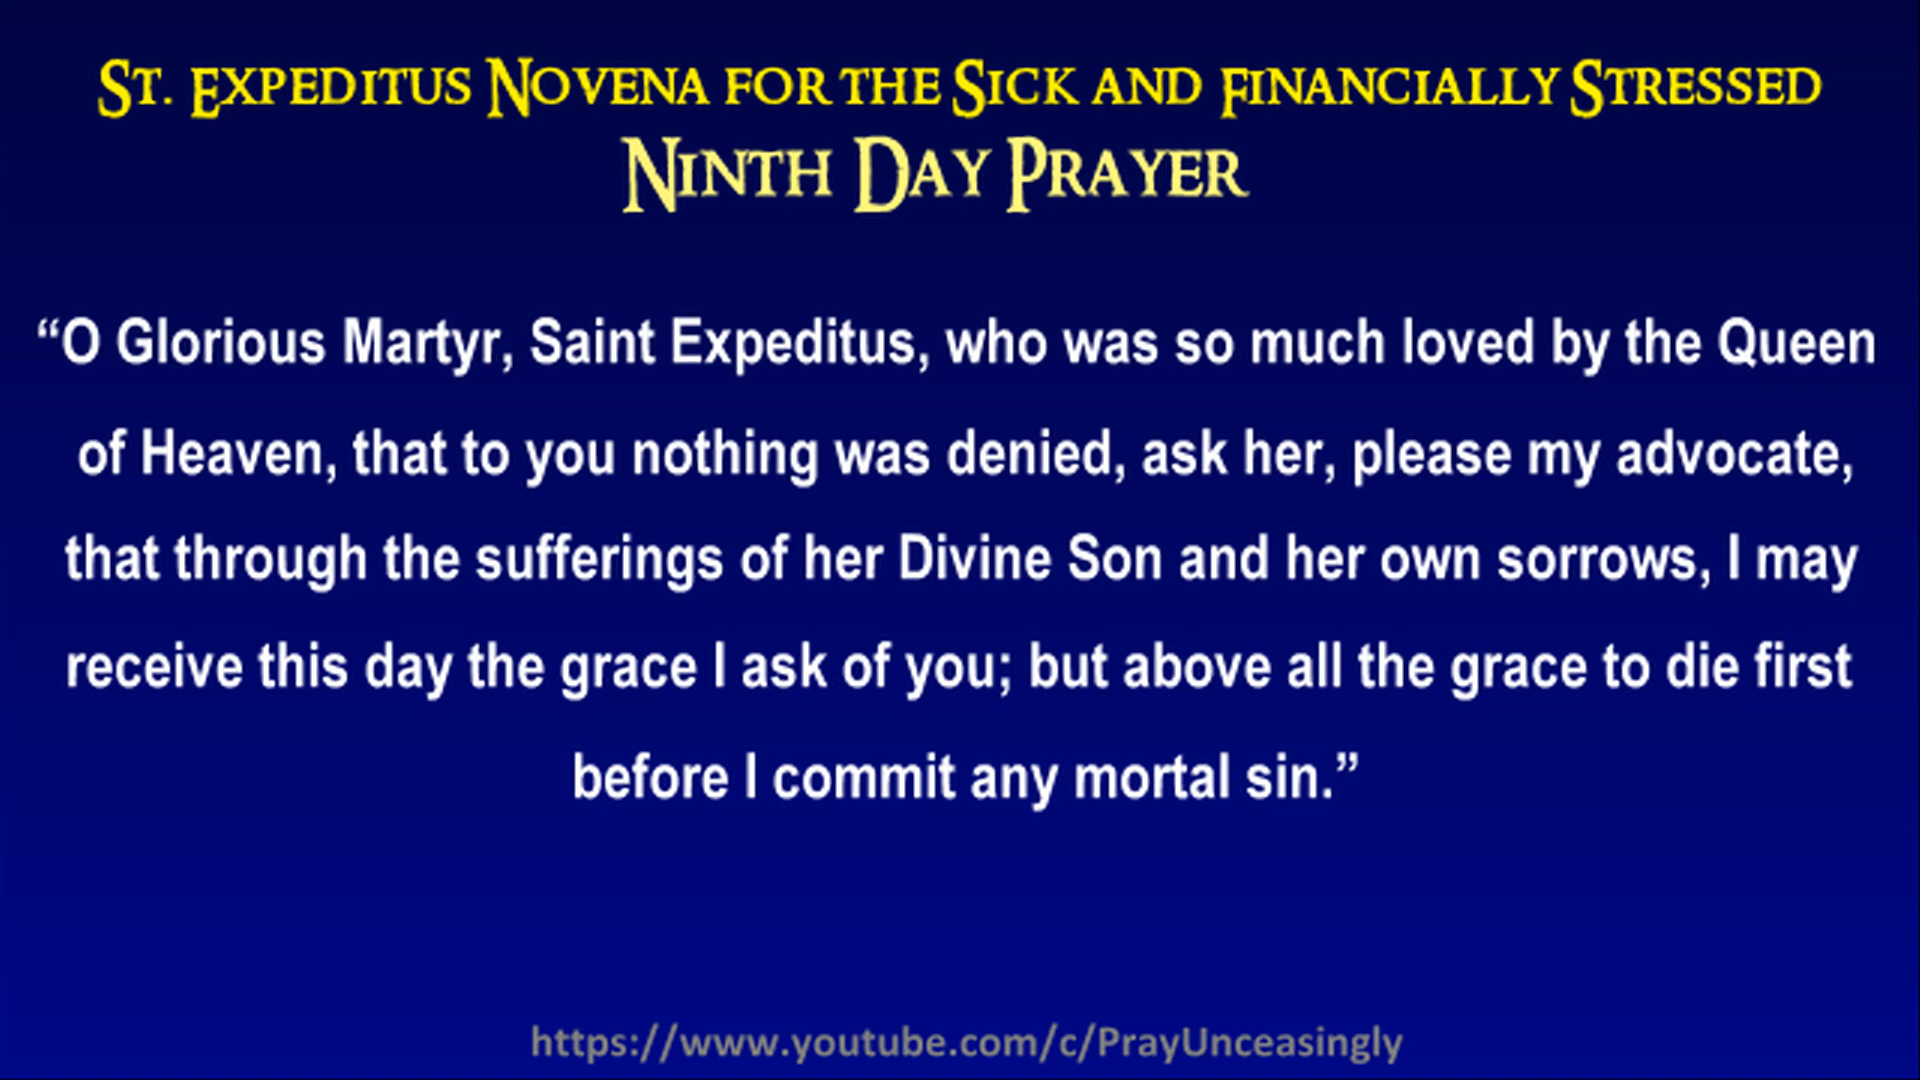 St. Expeditus Novena for the Sick and Financially Stressed
Ninth Day Prayer
“O Glorious Martyr, Saint Expeditus, who was so much loved by the Queen
of Heaven, that to you nothing was denied, ask her, please my advocate,
that through the sufferings of her Divine Son and her own sorrows, I may
receive this day the grace I ask of you; but above all the grace to die first
before I commit any mortal sin.”
https://www.youtube.com/c/PrayUnceasingly